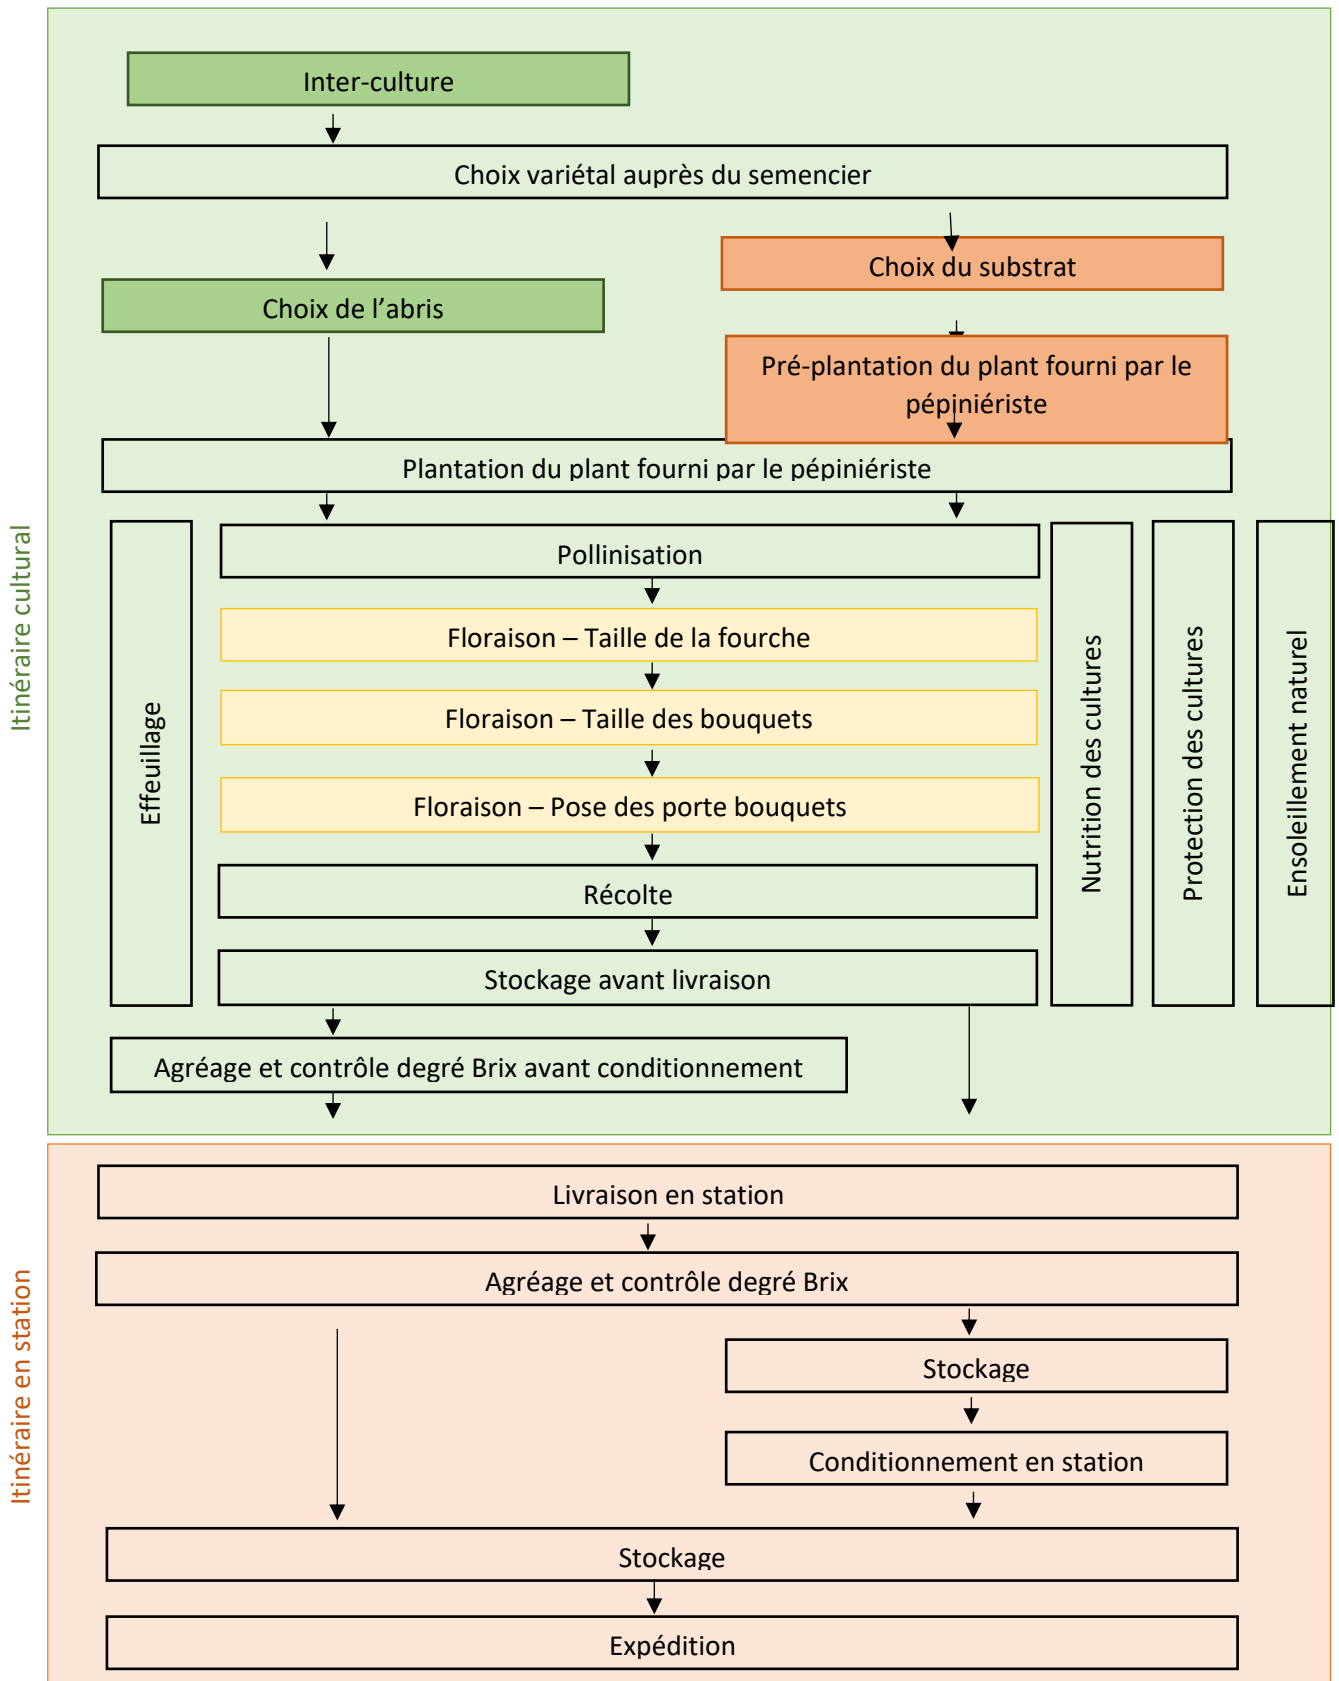 Inter-culture
Choix variétal auprès du semencier
Choix du substrat
Choix de l’abris
Pré-plantation du plant fourni par le
pépiniériste
Plantation du plant fourni par le pépiniériste
Itinéraire cultural
Effeuillage
Pollinisation
Floraison – Taille de la fourche
Floraison – Taille des bouquets
Floraison – Pose des porte bouquets
Récolte
Stockage avant livraison
Nutrition des cultures
Protection des cultures
Ensoleillement naturel
Agréage et contrôle degré Brix avant conditionnement
Itinéraire en station
Livraison en station
Agréage et contrôle degré Brix
Stockage
Conditionnement en station
Stockage
Expédition